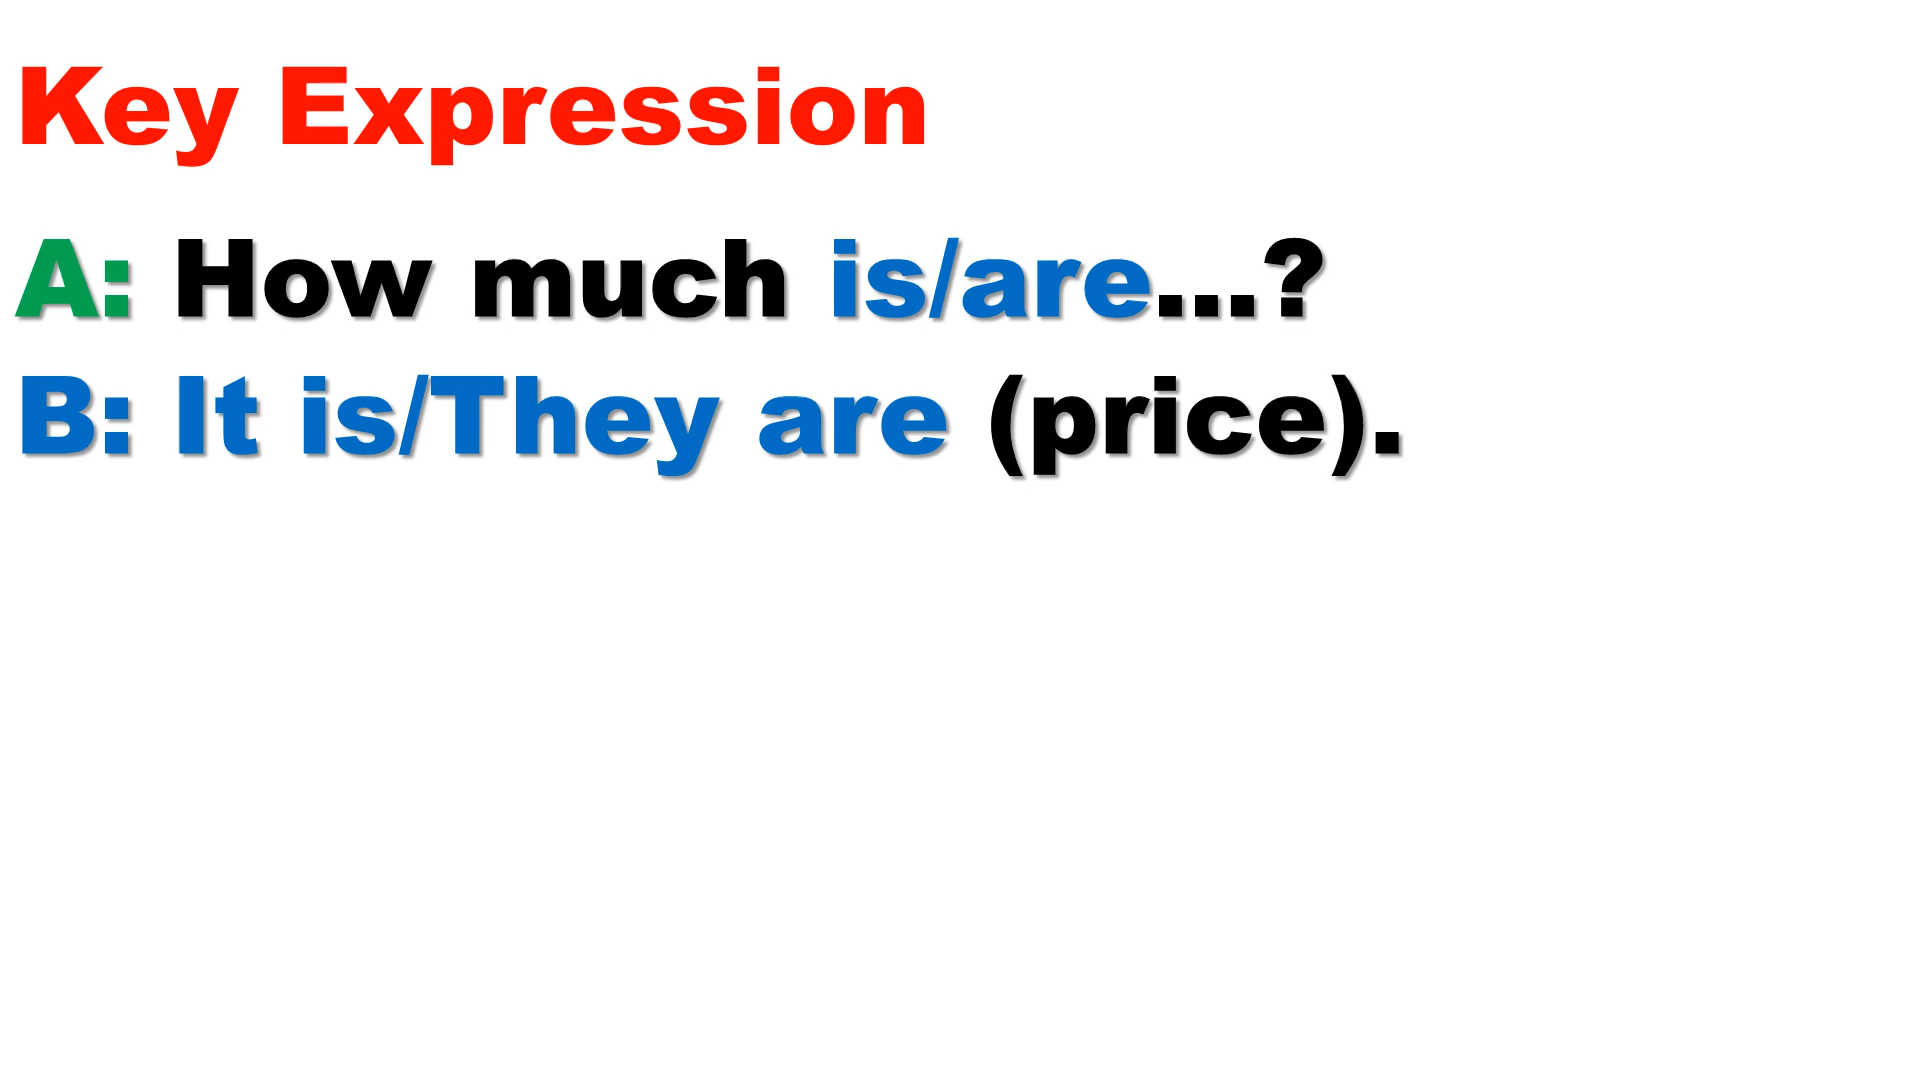 Key Expression
A: How much is/are...?
B: It is/They are (price).